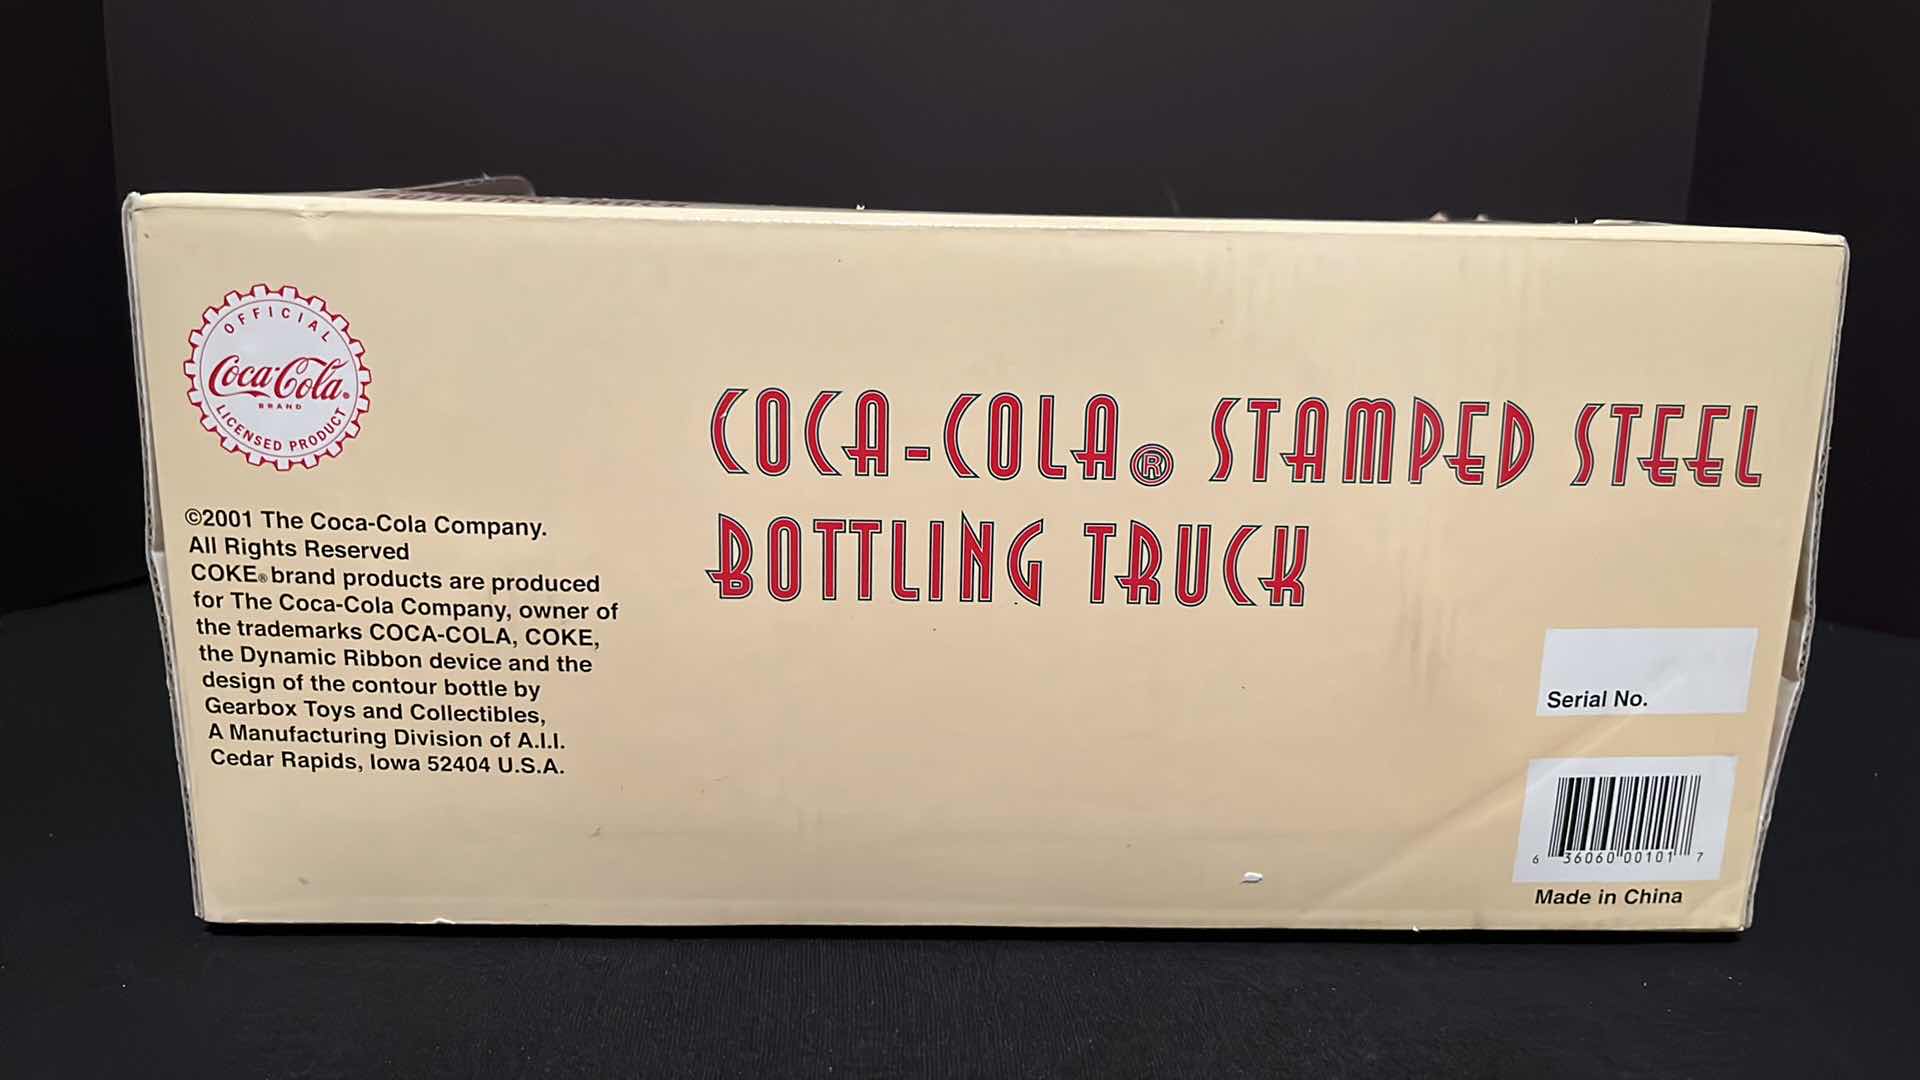 OFFICIAL
Coca-Cola®
BRAND
LICENSED PRODUCT
COCA-COLA® STAMPED STEEL
BOTTLING TRUCK
©2001 The Coca-Cola Company.
All Rights Reserved
COKE® brand products are produced
for The Coca-Cola Company, owner of
the trademarks COCA-COLA, COKE,
the Dynamic Ribbon device and the
design of the contour bottle by
Gearbox Toys and Collectibles,
A Manufacturing Division of A.I.I.
Cedar Rapids, Iowa 52404 U.S.A.
Serial No.
6 36060 00101 7
Made in China